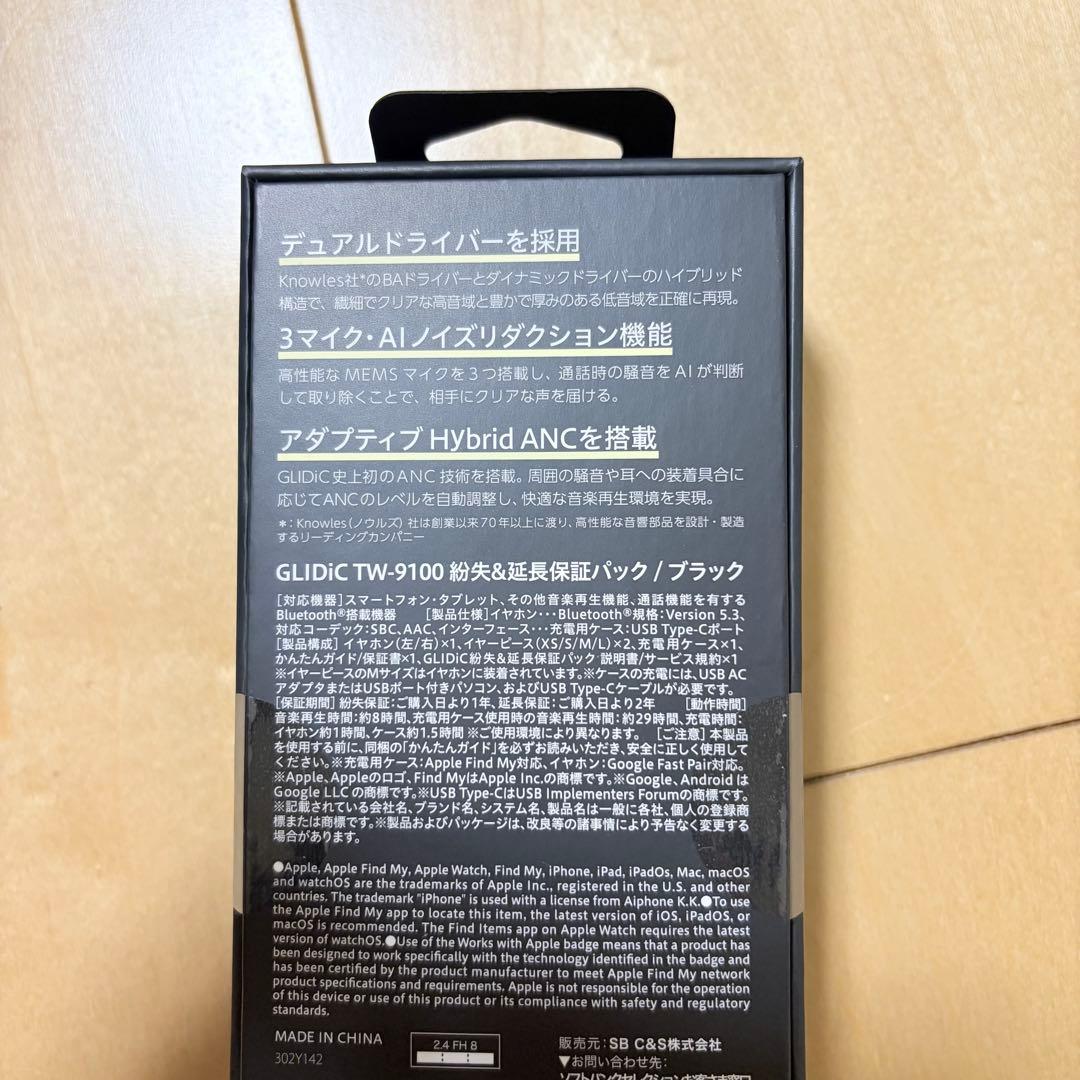 デュアルドライバーを採用
Knowles社*のBAドライバーとダイナミックドライバーのハイブリッド
構造で、繊細でクリアな高音域と豊かで厚みのある低音域を正確に再現。
3マイク・AIノイズリダクション機能
高性能な MEMS マイクを3つ搭載し、通話時の騒音をAIが判断
して取り除くことで、相手にクリアな声を届ける。
アダプティブ Hybrid ANCを搭載
GLIDiC史上初のANC 技術を搭載。周囲の騒音や耳への装着具合に
応じてANCのレベルを自動調整し、快適な音楽再生環境を実現。
*:Knowles(ノウルズ)社は創業以来70年以上に渡り、高性能な音響部品を設計・製造
するリーディングカンパニー
GLIDiC TW-9100 紛失&延長保証パック / ブラック
[対応機器]スマートフォン・タブレット、その他音楽再生機能、通話機能を有する
Bluetooth®搭載機器 [製品仕様]イヤホン・・・Bluetooth®規格:Version 5.3、
対応コーデック:SBC、AAC、インターフェース・・・充電用ケース:USB Type-Cポート
[製品構成]イヤホン(左/右)×1、イヤーピース(XS/S/M/L)×2、充電用ケース×1、
かんたんガイド/保証書×1、GLIDiC紛失&延長保証パック 説明書/サービス規約×1
※イヤーピースのMサイズはイヤホンに装着されています。※ケースの充電には、USB AC
アダプタまたはUSBポート付きパソコン、およびUSB Type-Cケーブルが必要です。
[保証期間] 紛失保証:ご購入日より1年、延長保証:ご購入日より2年 [動作時間]
音楽再生時間:約8時間、充電用ケース使用時の音楽再生時間:約29時間、充電時間:
イヤホン約1時間、ケース約1.5時間 ※ご使用環境により異なります。 [ご注意]本製品
を使用する前に、同梱の「かんたんガイド」を必ずお読みいただき、安全に正しく使用して
ください。※充電用ケース:Apple Find My対応、イヤホン:Google Fast Pair対応。
※Apple、Appleのロゴ、Find MyはApple Inc.の商標です。※Google、Android は
Google LLC の商標です。※USB Type-CはUSB Implementers Forumの商標です。
※記載されている会社名、ブランド名、システム名、製品名は一般に各社、個人の登録商
標または商標です。※製品およびパッケージは、改良等の諸事情により予告なく変更する
場合があります。
●Apple, Apple Find My, Apple Watch, Find My, iPhone, iPad, iPadOs, Mac, macOS
and watchOS are the trademarks of Apple Inc., registered in the U.S. and other
countries. The trademark "iPhone" is used with a license from Aiphone K.K.●To use
the Apple Find My app to locate this item, the latest version of iOS, iPadOS, or
macOS is recommended. The Find Items app on Apple Watch requires the latest
version of watchOS.●Use of the Works with Apple badge means that a product has
been designed to work specifically with the technology identified in the badge and
has been certified by the product manufacturer to meet Apple Find My network
product specifications and requirements. Apple is not responsible for the operation
of this device or use of this product or its compliance with safety and regulatory
standards.
MADE IN CHINA
302Y142
2.4 FH 8
販売元:SB C&S株式会社
▼お問い合わせ先:
ソフトバンクセレクションお客さま窓口